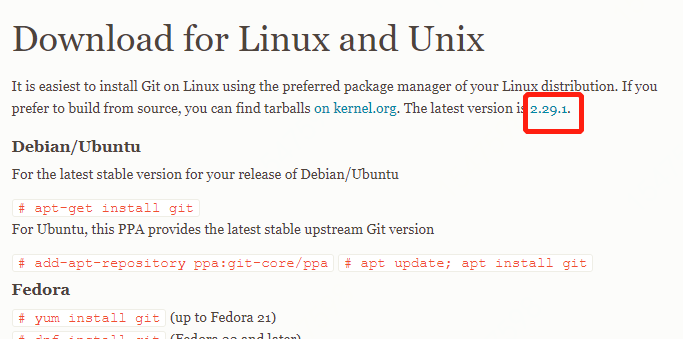 Download for Linux and Unix
It is easiest to install Git on Linux using the preferred package manager of your Linux distribution. If you
prefer to build from source, you can find tarballs on kernel.org. The latest version is 2.29.1.
Debian/Ubuntu
For the latest stable version for your release of Debian/Ubuntu
# apt-get install git
For Ubuntu, this PPA provides the latest stable upstream Git version
# add-apt-repository ppa:git-core/ppa # apt update; apt install git
Fedora
# yum install git (up to Fedora 21)
# dnf install git (Fedora 22 and later)